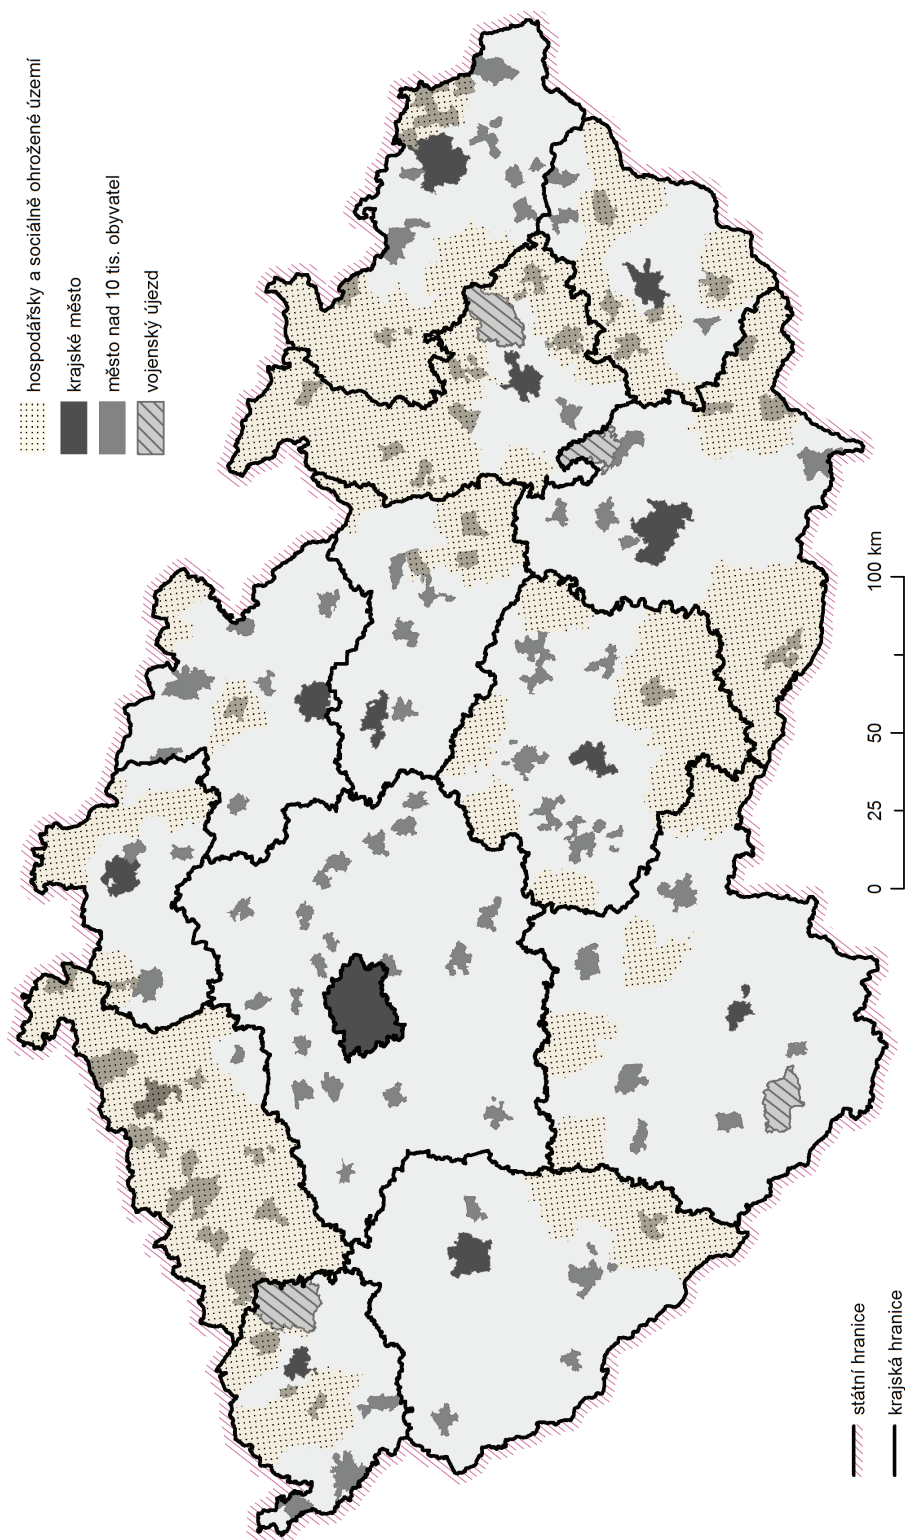 hospodářsky a sociálně ohrožené území
krajské město
město nad 10 tis. obyvatel
vojenský újezd
státní hranice
krajská hranice
0 25 50 100 km